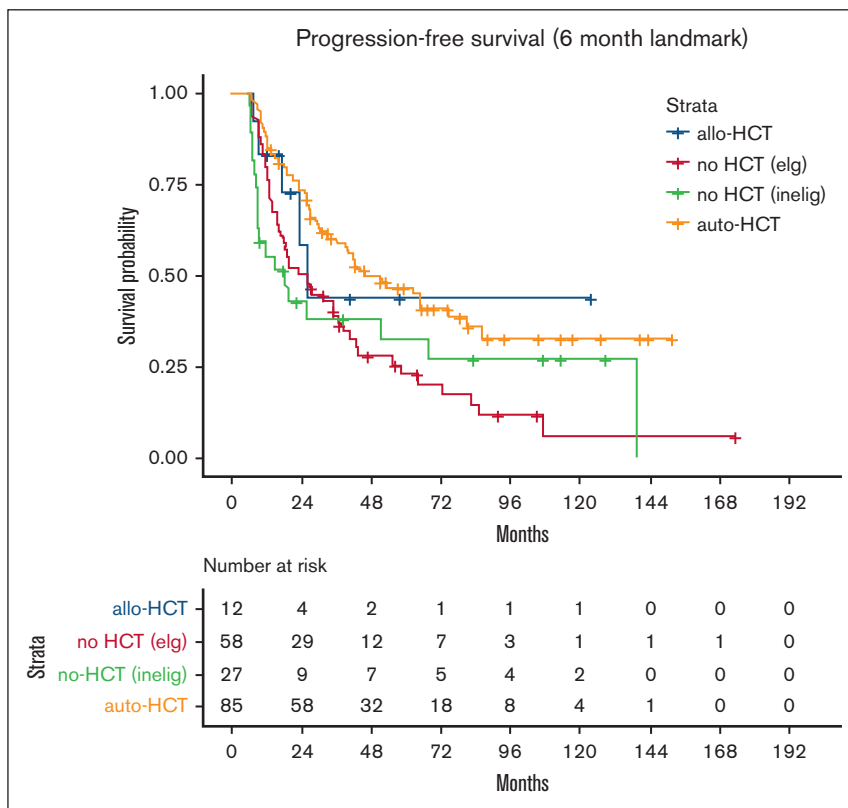 Progression-free survival (6 month landmark)
Strata
allo-HCT
no HCT (elg)
no HCT (inelig)
auto-HCT
Survival probability
1.00
0.75
0.50
0.25
0.00
0 24 48 72 96 120 144 168 192
Months
Number at risk
Strata
allo-HCT 12 4 2 1 1 1 0 0 0
no HCT (elg) 58 29 12 7 3 1 1 1 0
no-HCT (inelig) 27 9 7 5 4 2 0 0 0
auto-HCT 85 58 32 18 8 4 1 0 0
0 24 48 72 96 120 144 168 192
Months